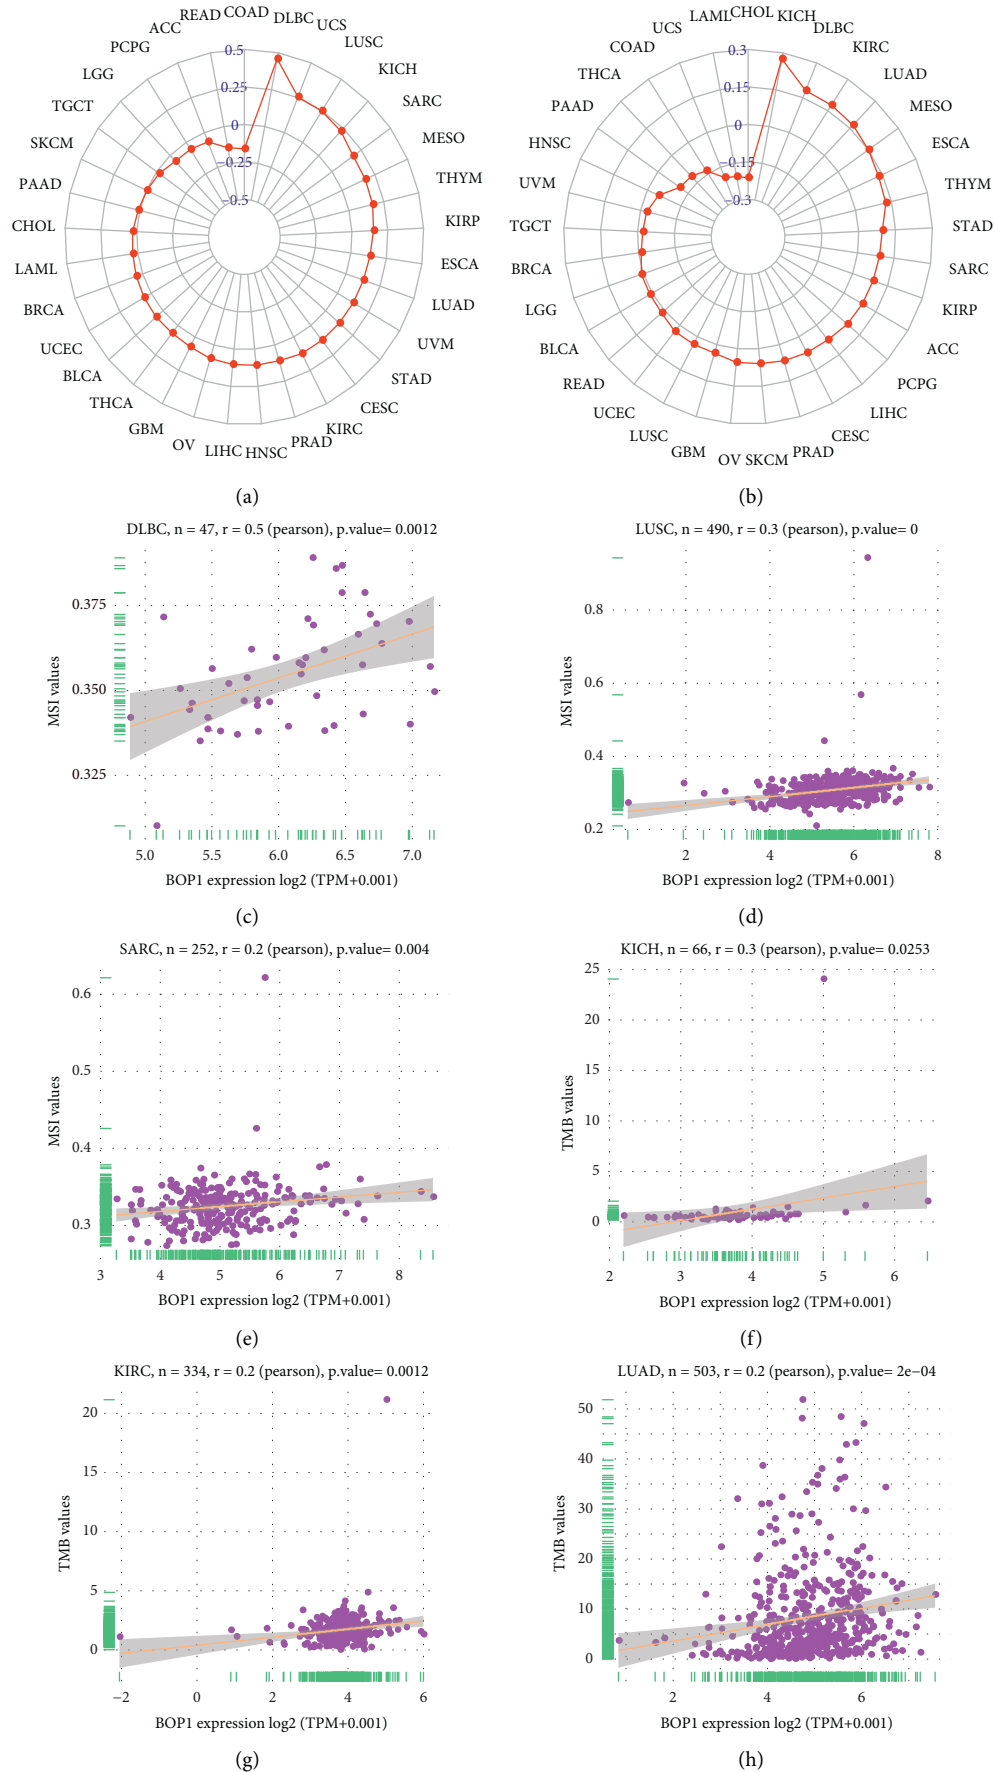 READ COAD DLBC UCS LUSC KICH SARC MESO THYM KIRP ESCA LUAD UVM STAD CESC KIRC PRAD HNSC LIHC OV GBM THCA BLCA UCEC BRCA LAML CHOL PAAD SKCM TGCT LGG PCPG ACC
0.5
0.25
0
−0.25
−0.5
(a)
LAML CHOL KICH DLBC KIRC LUAD MESO ESCA THYM STAD SARC KIRP ACC PCPG LIHC CESC PRAD SKCM OV GBM LUSC UCEC READ BLCA LGG BRCA TGCT UVM HNSC PAAD THCA COAD UCS
0.3
0.15
0
−0.15
−0.3
(b)
DLBC, n = 47, r = 0.5 (pearson), p.value= 0.0012
MSI values
0.375
0.350
0.325
5.0 5.5 6.0 6.5 7.0
BOP1 expression log2 (TPM+0.001)
(c)
LUSC, n = 490, r = 0.3 (pearson), p.value= 0
MSI values
0.8
0.6
0.4
0.2
2 4 6 8
BOP1 expression log2 (TPM+0.001)
(d)
SARC, n = 252, r = 0.2 (pearson), p.value= 0.004
MSI values
0.6
0.5
0.4
0.3
3 4 5 6 7 8
BOP1 expression log2 (TPM+0.001)
(e)
KICH, n = 66, r = 0.3 (pearson), p.value= 0.0253
TMB values
25
20
15
10
5
0
2 3 4 5 6
BOP1 expression log2 (TPM+0.001)
(f)
KIRC, n = 334, r = 0.2 (pearson), p.value= 0.0012
TMB values
20
15
10
5
0
−2 0 2 4 6
BOP1 expression log2 (TPM+0.001)
(g)
LUAD, n = 503, r = 0.2 (pearson), p.value= 2e−04
TMB values
50
40
30
20
10
0
2 4 6
BOP1 expression log2 (TPM+0.001)
(h)